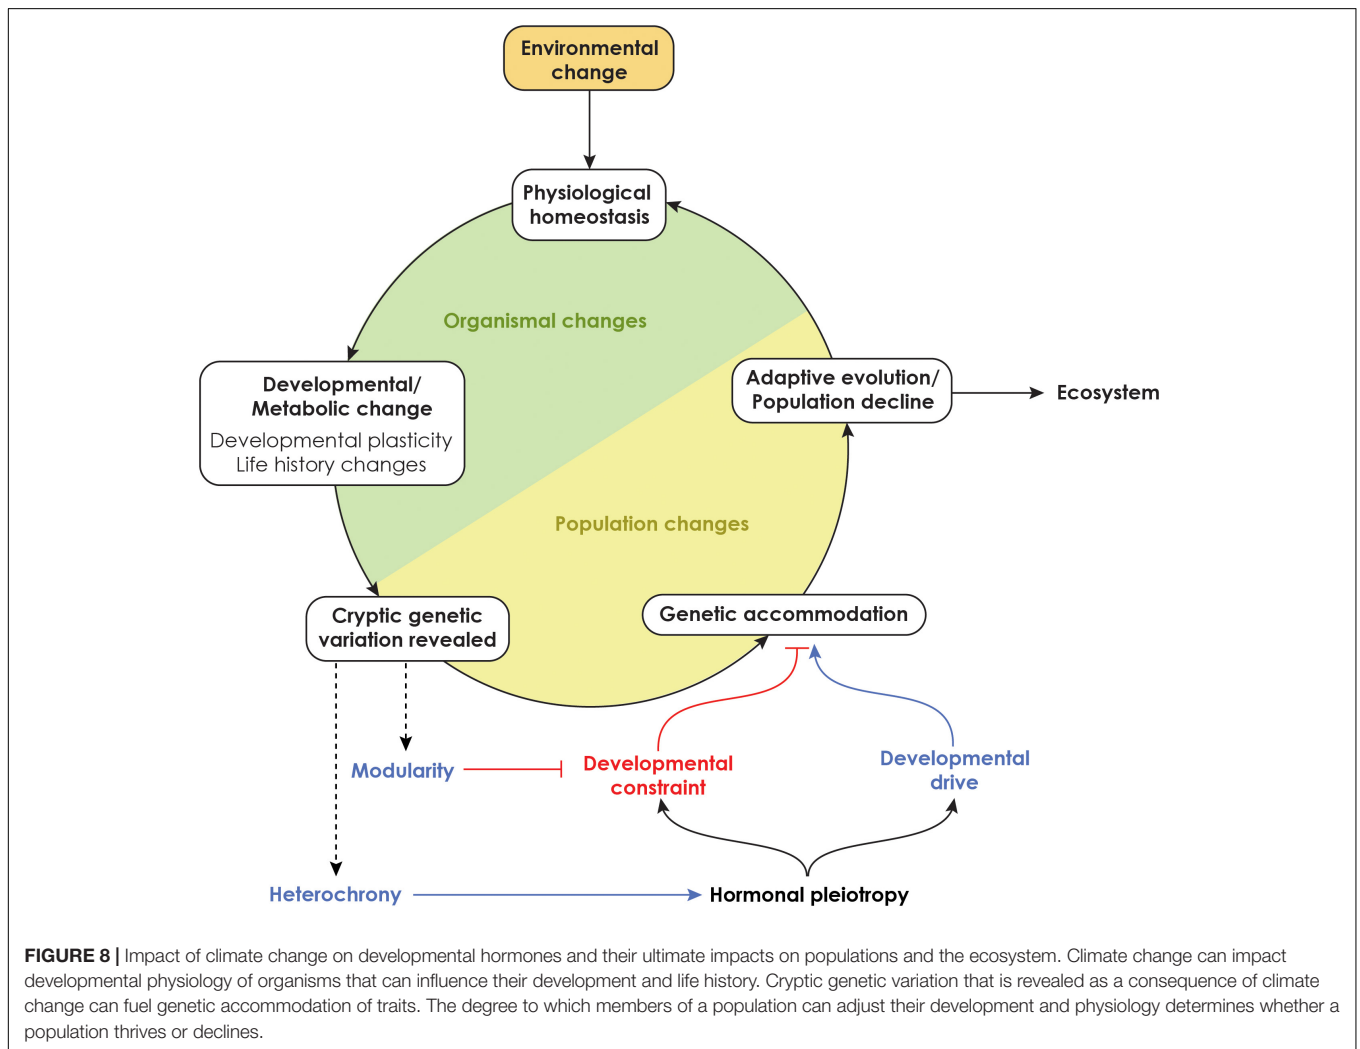 Environmental
change
Physiological
homeostasis
Organismal changes
Developmental/
Metabolic change
Developmental plasticity
Life history changes
Adaptive evolution/
Population decline
Ecosystem
Population changes
Cryptic genetic
variation revealed
Genetic accommodation
Modularity
Developmental
constraint
Developmental
drive
Heterochrony
Hormonal pleiotropy
FIGURE 8 | Impact of climate change on developmental hormones and their ultimate impacts on populations and the ecosystem. Climate change can impact
developmental physiology of organisms that can influence their development and life history. Cryptic genetic variation that is revealed as a consequence of climate
change can fuel genetic accommodation of traits. The degree to which members of a population can adjust their development and physiology determines whether a
population thrives or declines.